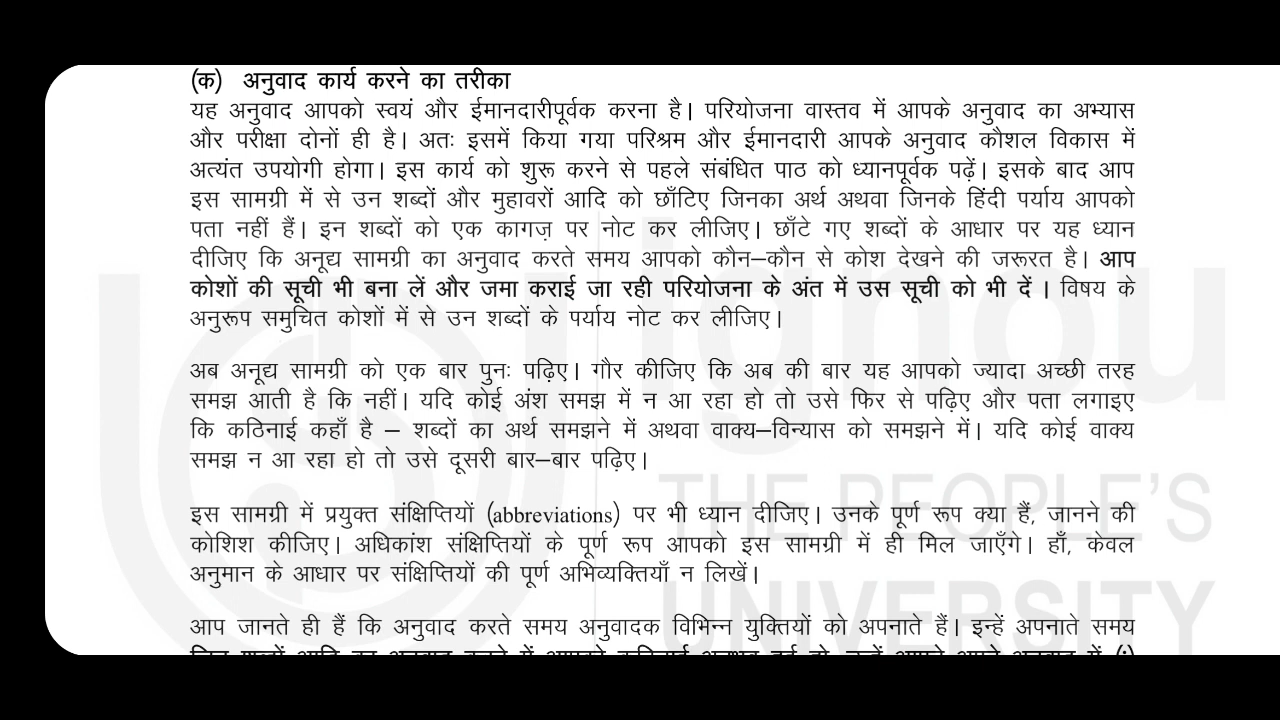 (क) अनुवाद कार्य करने का तरीका
यह अनुवाद आपको स्वयं और ईमानदारीपूर्वक करना है। परियोजना वास्तव में आपके अनुवाद का अभ्यास
और परीक्षा दोनों ही है। अतः इसमें किया गया परिश्रम और ईमानदारी आपके अनुवाद कौशल विकास में
अत्यंत उपयोगी होगा। इस कार्य को शुरू करने से पहले संबंधित पाठ को ध्यानपूर्वक पढ़ें। इसके बाद आप
इस सामग्री में से उन शब्दों और मुहावरों आदि को छाँटिए जिनका अर्थ अथवा जिनके हिंदी पर्याय आपको
पता नहीं हैं। इन शब्दों को एक कागज़ पर नोट कर लीजिए। छाँटे गए शब्दों के आधार पर यह ध्यान
दीजिए कि अनूद्य सामग्री का अनुवाद करते समय आपको कौन–कौन से कोश देखने की जरूरत है। आप
कोशों की सूची भी बना लें और जमा कराई जा रही परियोजना के अंत में उस सूची को भी दें। विषय के
अनुरूप समुचित कोशों में से उन शब्दों के पर्याय नोट कर लीजिए।
अब अनूद्य सामग्री को एक बार पुनः पढ़िए। गौर कीजिए कि अब की बार यह आपको ज्यादा अच्छी तरह
समझ आती है कि नहीं। यदि कोई अंश समझ में न आ रहा हो तो उसे फिर से पढ़िए और पता लगाइए
कि कठिनाई कहाँ है – शब्दों का अर्थ समझने में अथवा वाक्य–विन्यास को समझने में। यदि कोई वाक्य
समझ न आ रहा हो तो उसे दूसरी बार–बार पढ़िए।
इस सामग्री में प्रयुक्त संक्षिप्तियों (abbreviations) पर भी ध्यान दीजिए। उनके पूर्ण रूप क्या हैं, जानने की
कोशिश कीजिए। अधिकांश संक्षिप्तियों के पूर्ण रूप आपको इस सामग्री में ही मिल जाएँगे। हाँ, केवल
अनुमान के आधार पर संक्षिप्तियों की पूर्ण अभिव्यक्तियाँ न लिखें।
आप जानते ही हैं कि अनुवाद करते समय अनुवादक विभिन्न युक्तियों को अपनाते हैं। इन्हें अपनाते समय
ignou
THE PEOPLE'S
UNIVERSITY